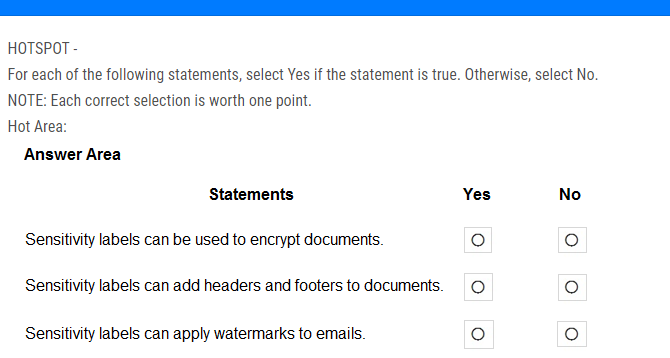 HOTSPOT -
For each of the following statements, select Yes if the statement is true. Otherwise, select No.
NOTE: Each correct selection is worth one point.
Hot Area:
Answer Area
Statements Yes No
Sensitivity labels can be used to encrypt documents.
Sensitivity labels can add headers and footers to documents.
Sensitivity labels can apply watermarks to emails.